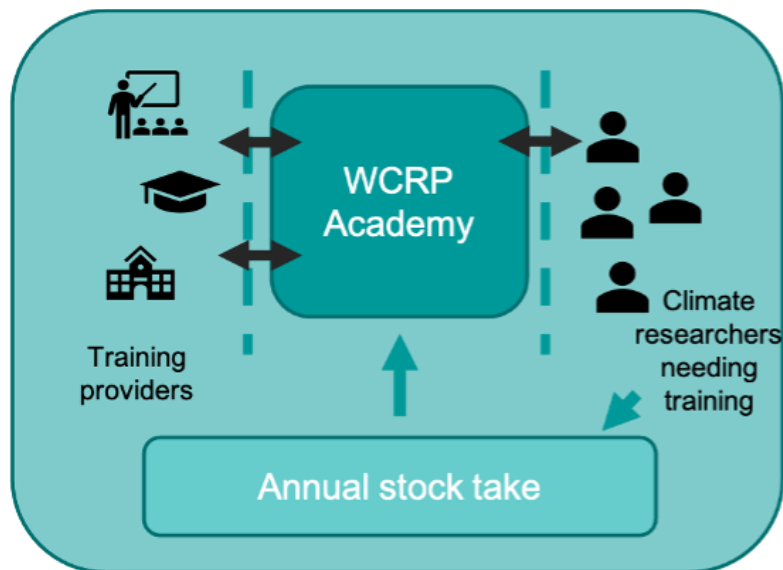 WCRP
Academy
Training
providers
Climate
researchers
needing
training
Annual stock take